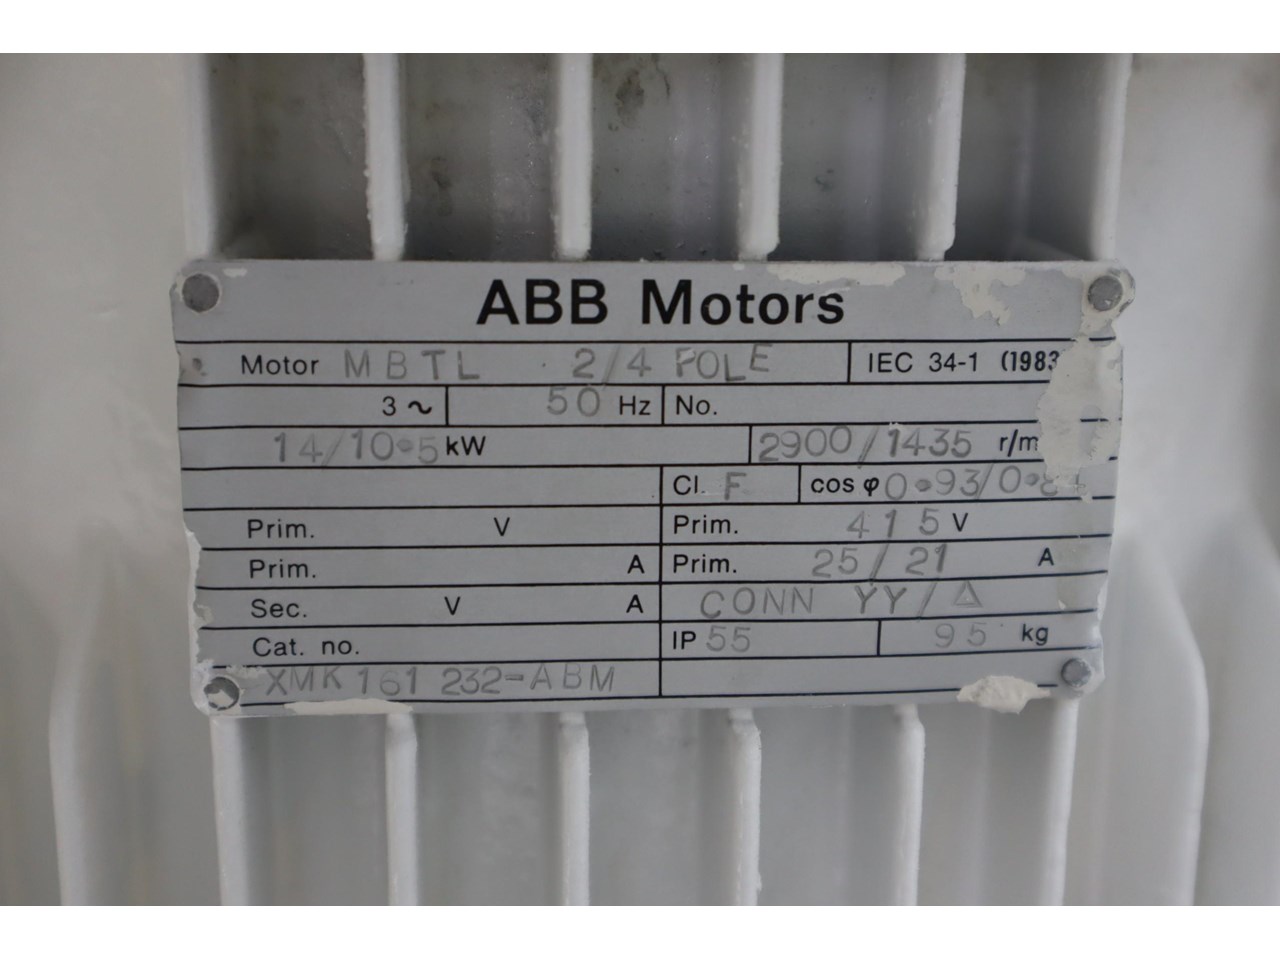 ABB Motors
Motor MBTL 2/4 POLE IEC 34-1 (1983
3 ~ 50 Hz No.
14/10.5 kW 2900/1435 r/m
Cl. F cos φ 0.93/0.8
Prim. V Prim. 415 V
Prim. A Prim. 25/21 A
Sec. V A CONN YY/△
Cat. no. IP 55 95 kg
XMK 161 232-ABM